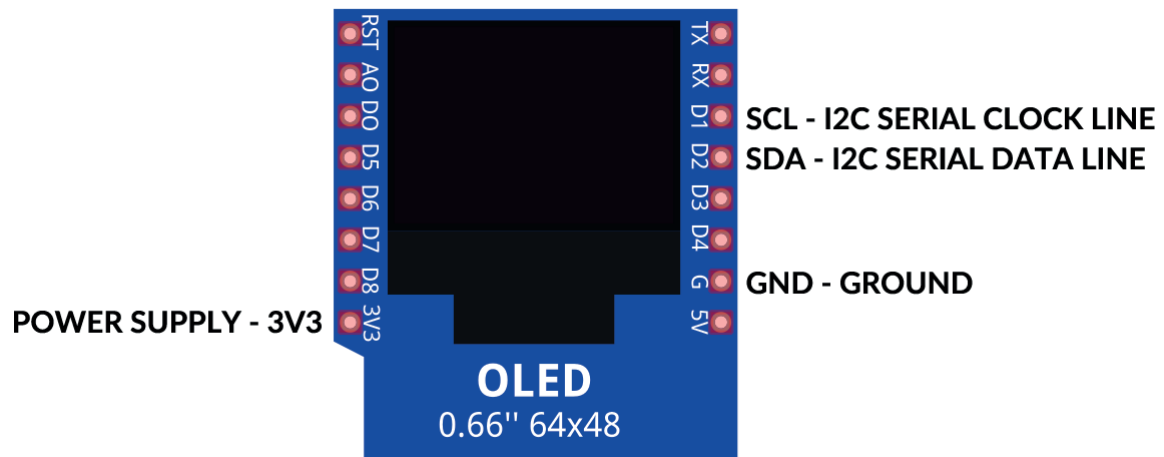 RST
AO
DO
D5
D6
D7
D8
3V3
TX
RX
D1
D2
D3
D4
G
5V
SCL - I2C SERIAL CLOCK LINE
SDA - I2C SERIAL DATA LINE
GND - GROUND
POWER SUPPLY - 3V3
OLED
0.66'' 64x48